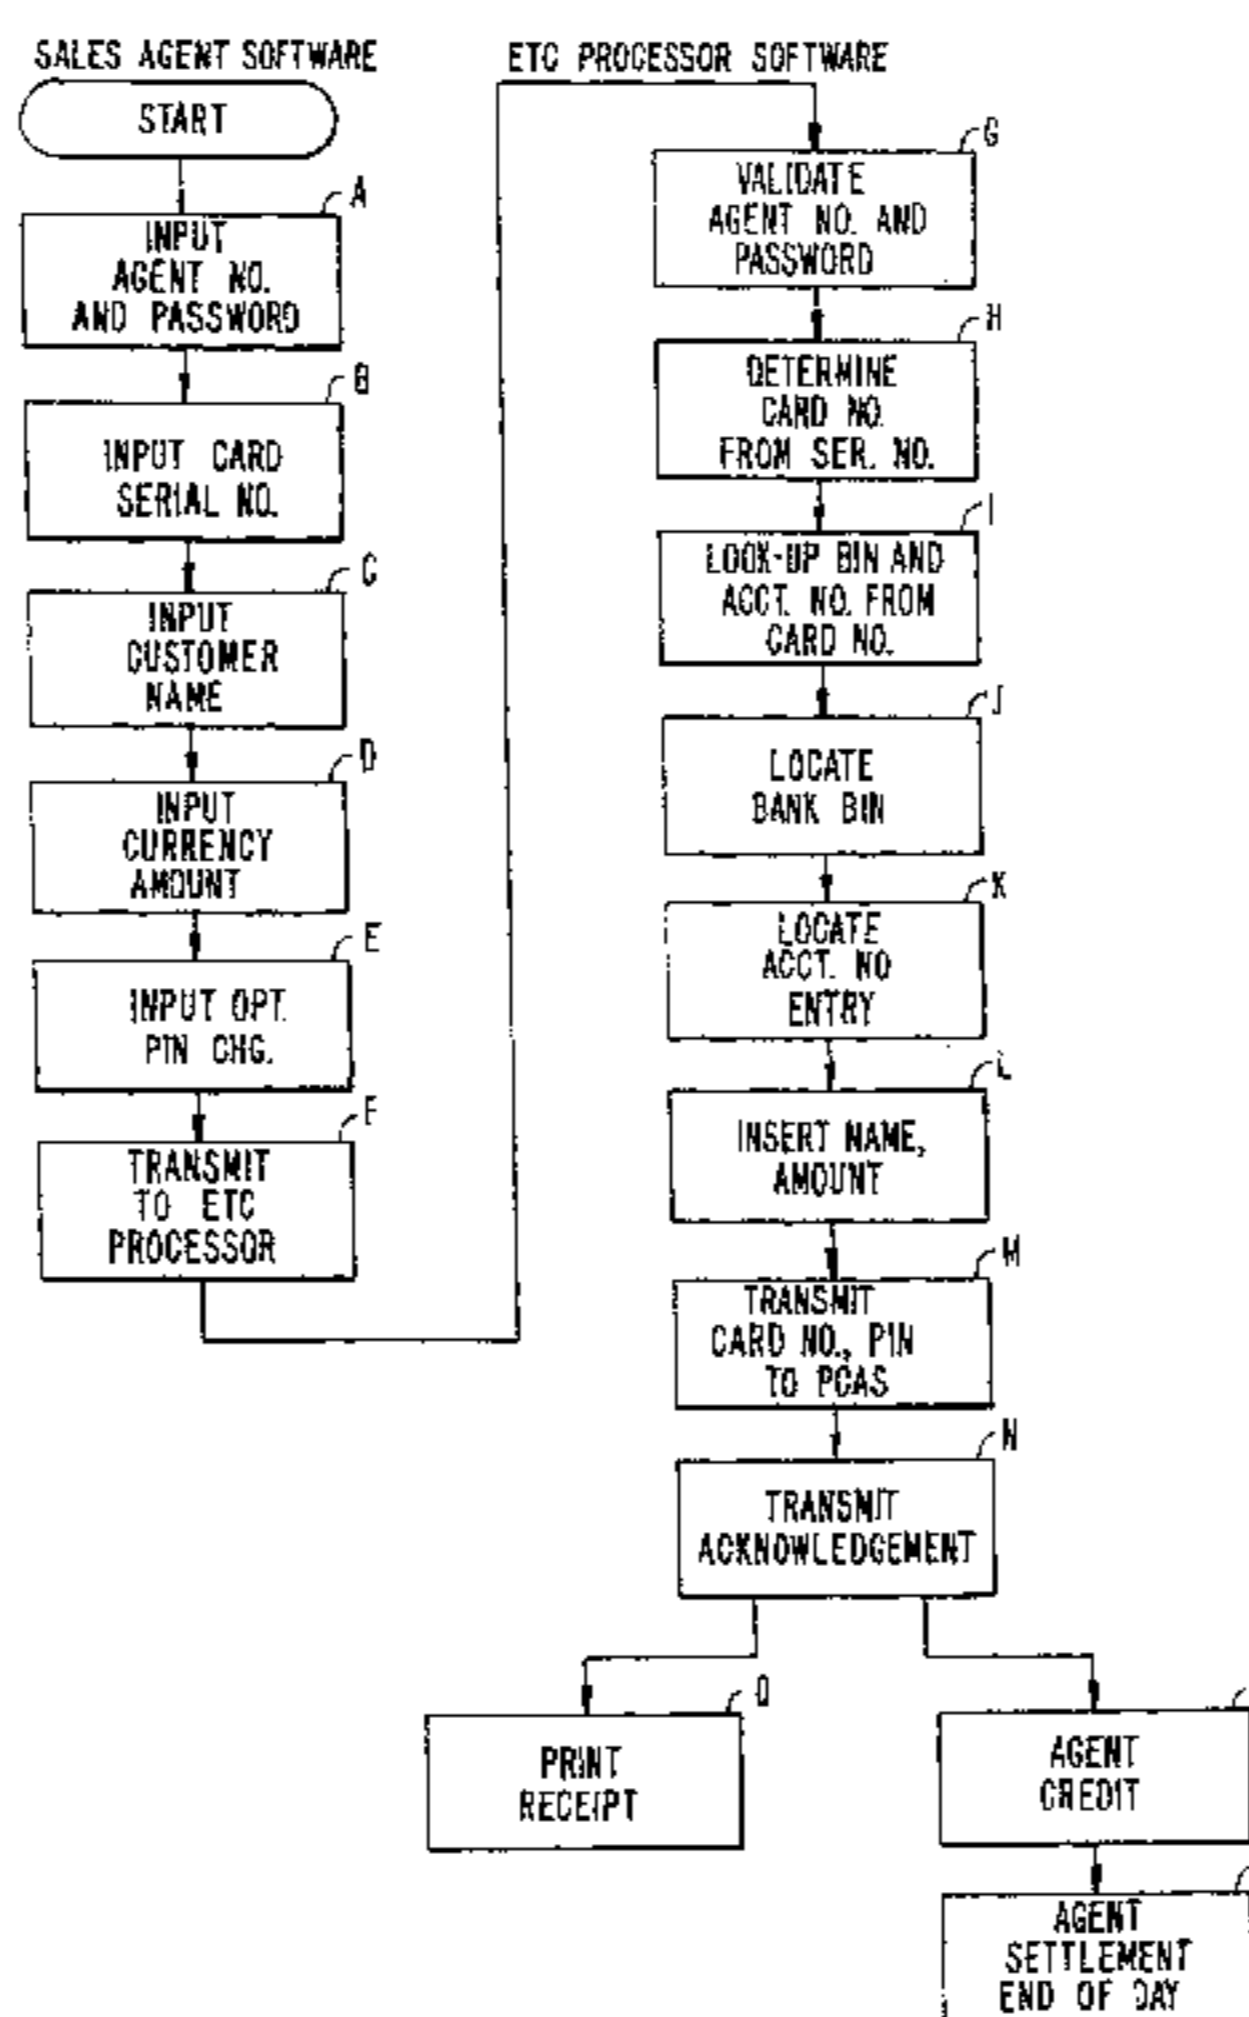 SALES AGENT SOFTWARE
START
A
INPUT
AGENT NO.
AND PASSWORD
B
INPUT CARD
SERIAL NO.
C
INPUT
CUSTOMER
NAME
D
INPUT
CURRENCY
AMOUNT
E
INPUT OPT.
PIN CHG.
F
TRANSMIT
TO ETC
PROCESSOR
ETC PROCESSOR SOFTWARE
G
VALIDATE
AGENT NO. AND
PASSWORD
H
DETERMINE
CARD NO.
FROM SER. NO.
I
LOOK-UP BIN AND
ACCT. NO. FROM
CARD NO.
J
LOCATE
BANK BIN
K
LOCATE
ACCT. NO
ENTRY
L
INSERT NAME,
AMOUNT
M
TRANSMIT
CARD NO., PIN
TO PCAS
N
TRANSMIT
ACKNOWLEDGEMENT
PRINT
RECEIPT
AGENT
CREDIT
AGENT
SETTLEMENT
END OF DAY